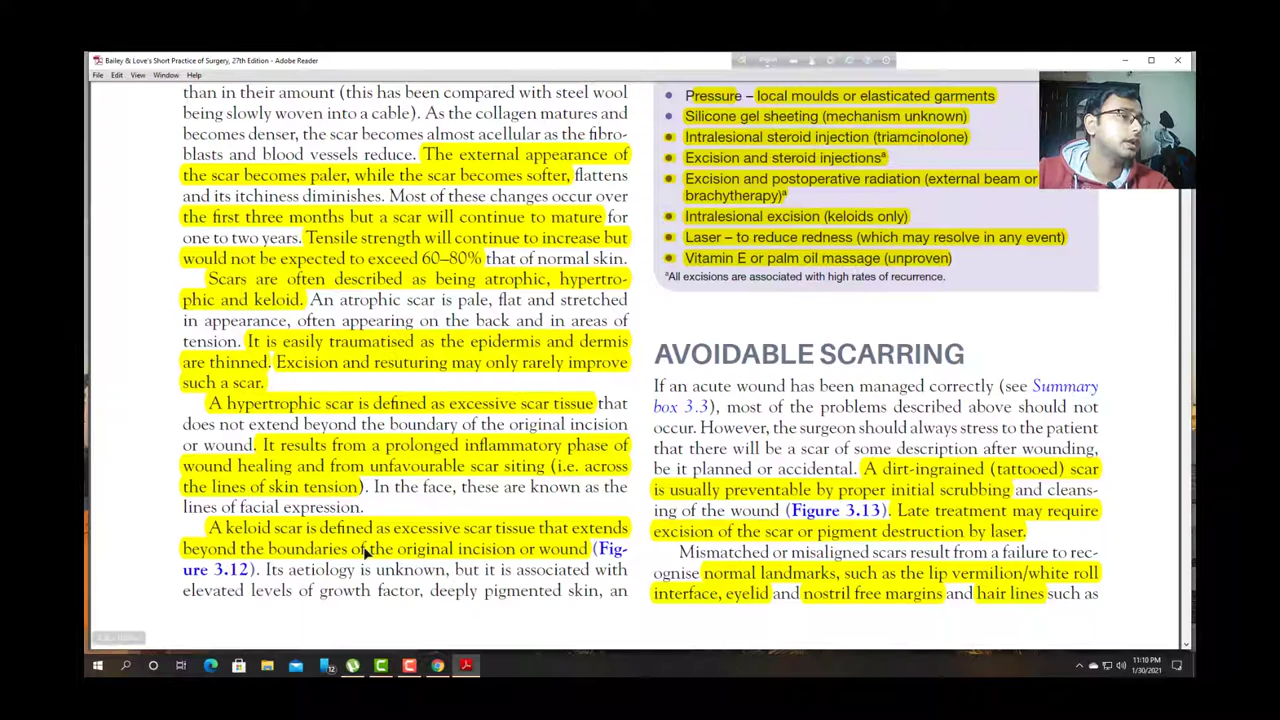 Bailey & Love's Short Practice of Surgery, 27th Edition - Adobe Reader
File Edit View Window Help
than in their amount (this has been compared with steel wool
being slowly woven into a cable). As the collagen matures and
becomes denser, the scar becomes almost acellular as the fibro-
blasts and blood vessels reduce. The external appearance of
the scar becomes paler, while the scar becomes softer, flattens
and its itchiness diminishes. Most of these changes occur over
the first three months but a scar will continue to mature for
one to two years. Tensile strength will continue to increase but
would not be expected to exceed 60–80% that of normal skin.
Scars are often described as being atrophic, hypertro-
phic and keloid. An atrophic scar is pale, flat and stretched
in appearance, often appearing on the back and in areas of
tension. It is easily traumatised as the epidermis and dermis
are thinned. Excision and resuturing may only rarely improve
such a scar.
A hypertrophic scar is defined as excessive scar tissue that
does not extend beyond the boundary of the original incision
or wound. It results from a prolonged inflammatory phase of
wound healing and from unfavourable scar siting (i.e. across
the lines of skin tension). In the face, these are known as the
lines of facial expression.
A keloid scar is defined as excessive scar tissue that extends
beyond the boundaries of the original incision or wound (Fig-
ure 3.12). Its aetiology is unknown, but it is associated with
elevated levels of growth factor, deeply pigmented skin, an
Pressure – local moulds or elasticated garments
Silicone gel sheeting (mechanism unknown)
Intralesional steroid injection (triamcinolone)
Excision and steroid injectionsᵃ
Excision and postoperative radiation (external beam or
brachytherapy)ᵃ
Intralesional excision (keloids only)
Laser – to reduce redness (which may resolve in any event)
Vitamin E or palm oil massage (unproven)
ᵃAll excisions are associated with high rates of recurrence.
AVOIDABLE SCARRING
If an acute wound has been managed correctly (see Summary
box 3.3), most of the problems described above should not
occur. However, the surgeon should always stress to the patient
that there will be a scar of some description after wounding,
be it planned or accidental. A dirt-ingrained (tattooed) scar
is usually preventable by proper initial scrubbing and cleans-
ing of the wound (Figure 3.13). Late treatment may require
excision of the scar or pigment destruction by laser.
Mismatched or misaligned scars result from a failure to rec-
ognise normal landmarks, such as the lip vermilion/white roll
interface, eyelid and nostril free margins and hair lines such as
11:10 PM
1/30/2021